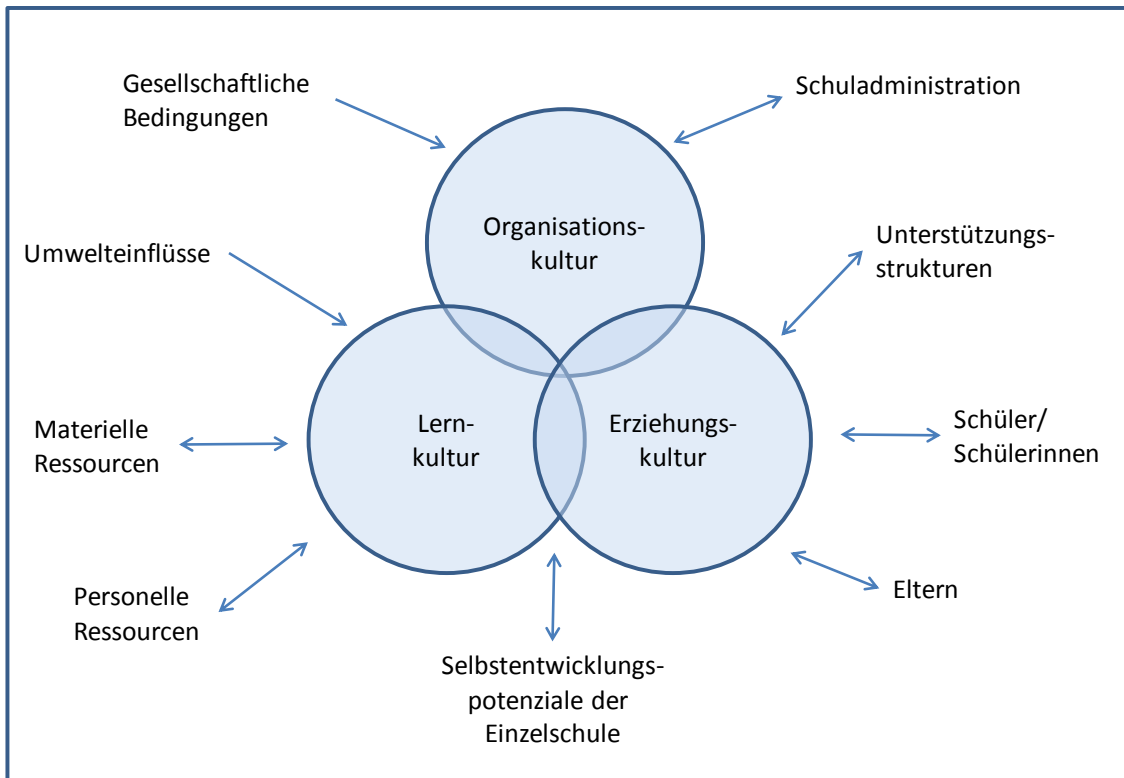 Gesellschaftliche
Bedingungen
Schuladministration
Organisations-
kultur
Unterstützungs-
strukturen
Umwelteinflüsse
Materielle
Ressourcen
Lern-
kultur
Erziehungs-
kultur
Schüler/
Schülerinnen
Personelle
Ressourcen
Eltern
Selbstentwicklungs-
potenziale der
Einzelschule